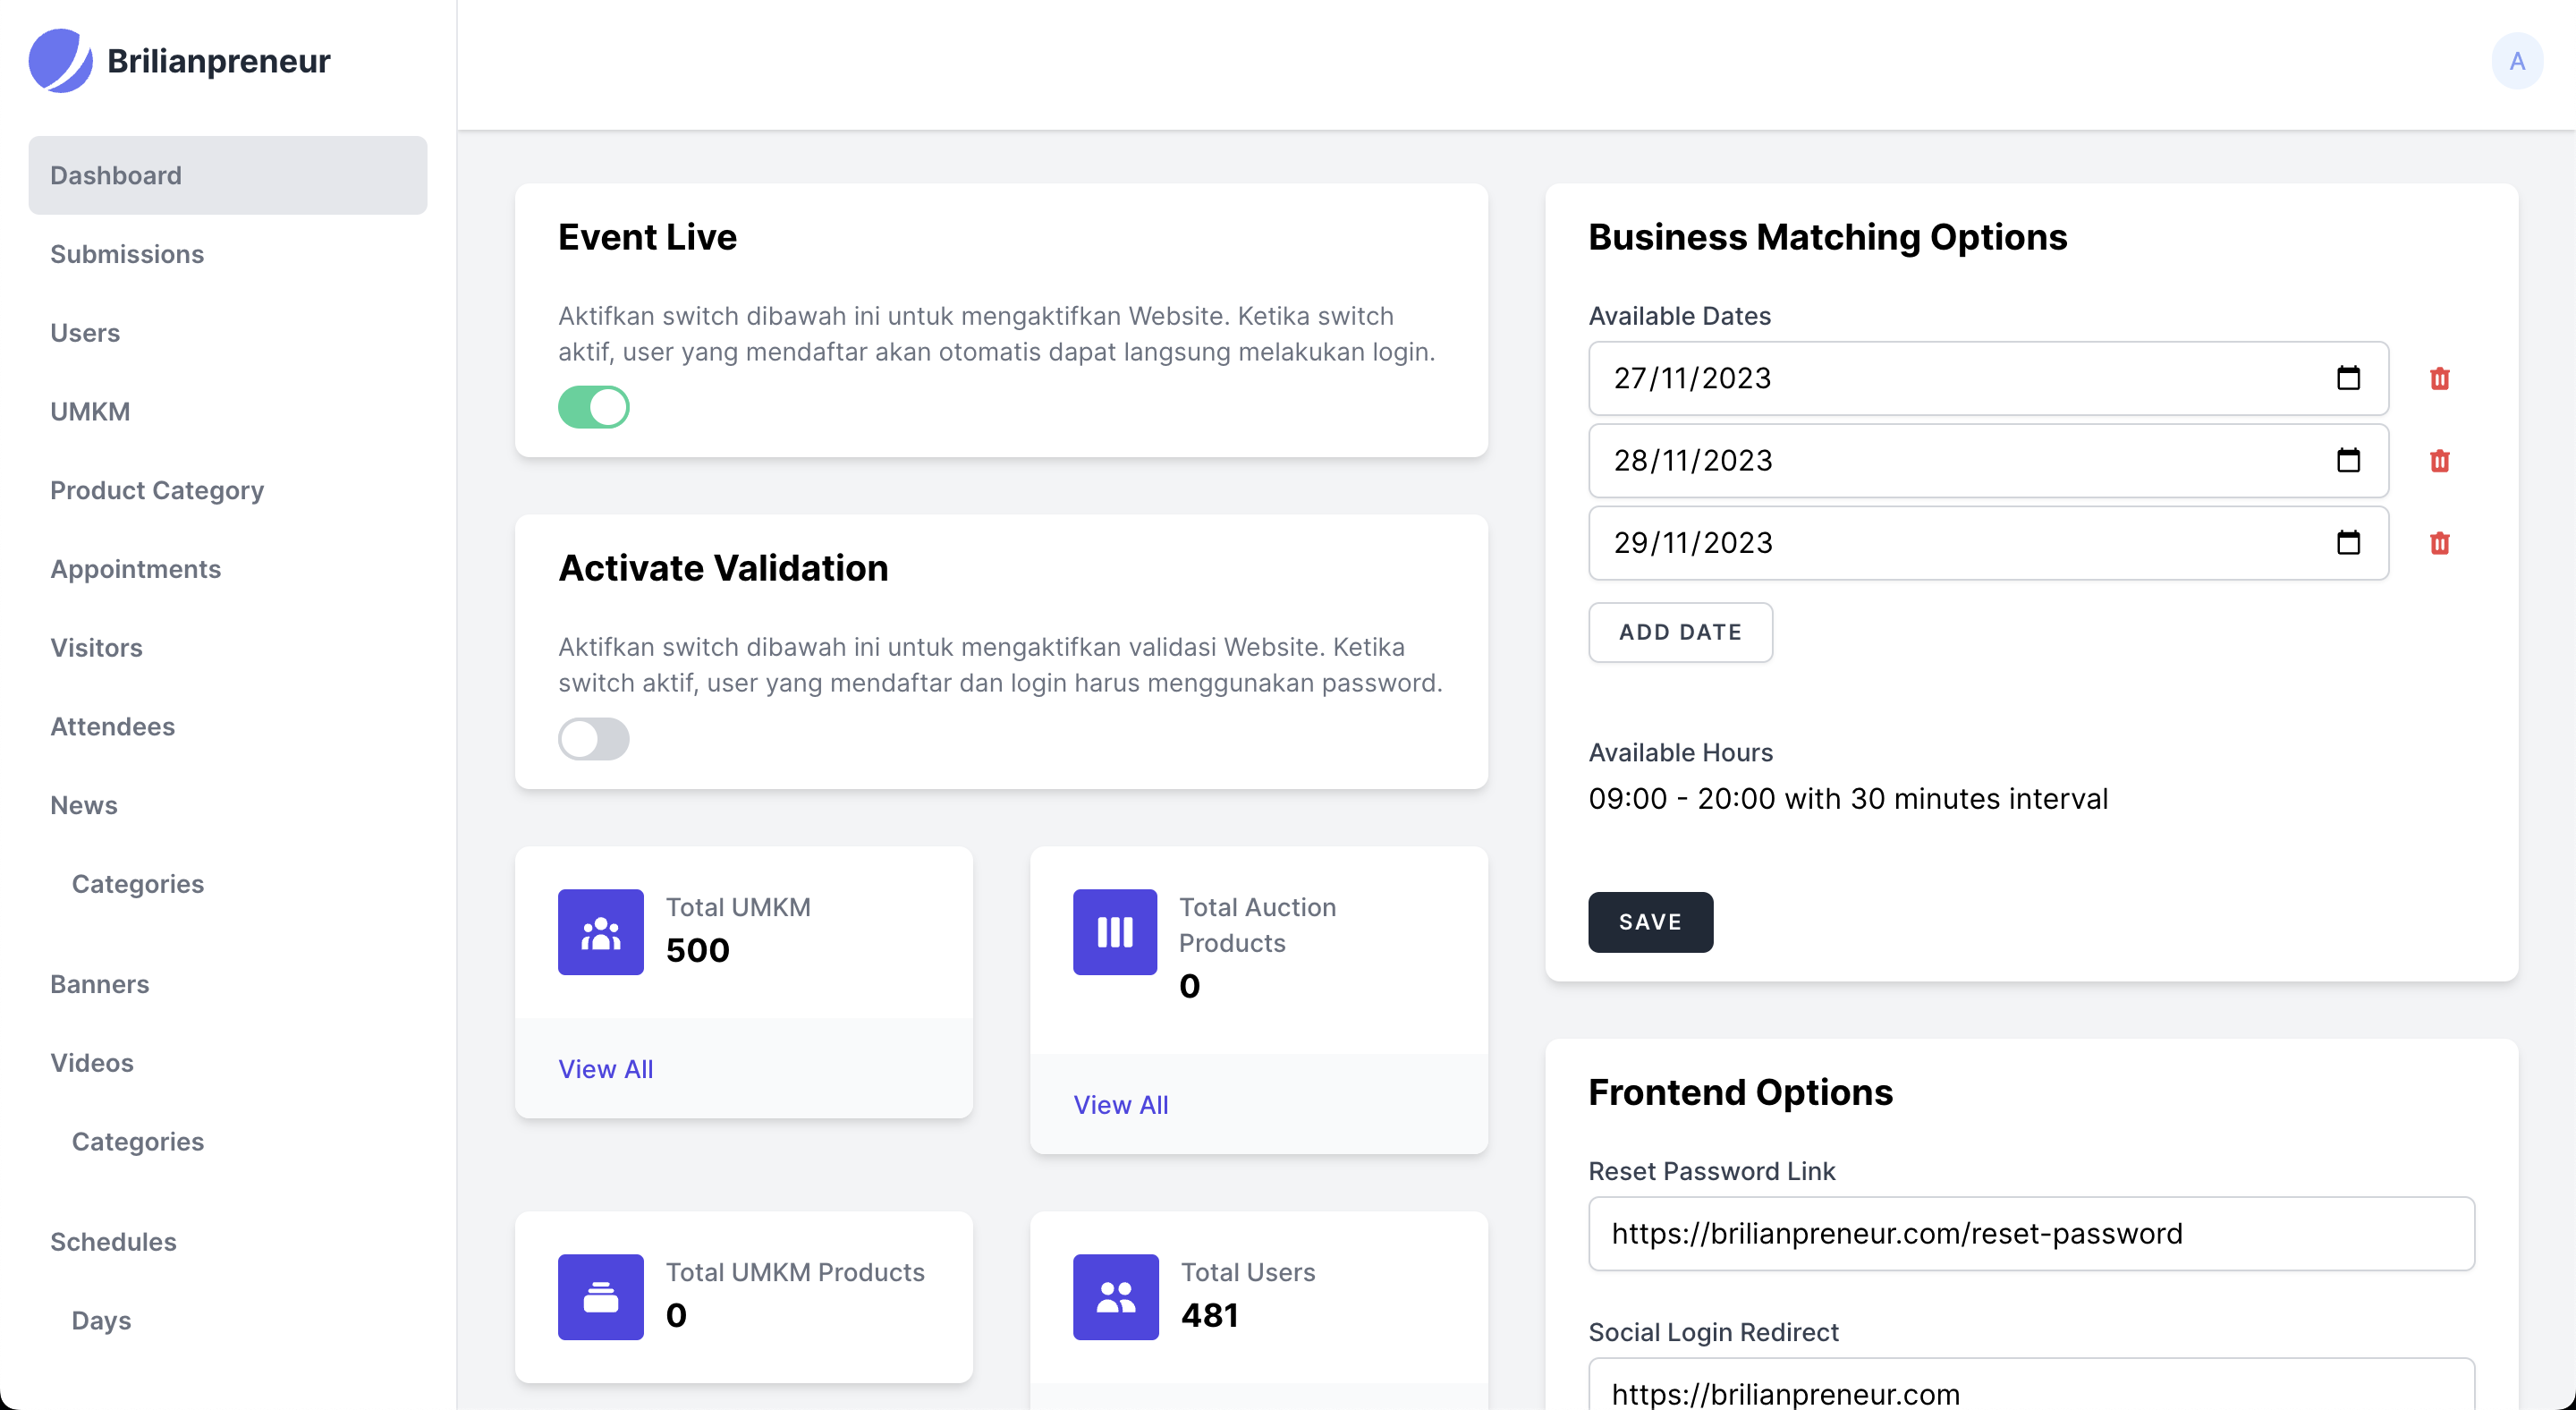 Brilianpreneur
A
Dashboard
Submissions
Users
UMKM
Product Category
Appointments
Visitors
Attendees
News
Categories
Banners
Videos
Categories
Schedules
Days
Event Live
Aktifkan switch dibawah ini untuk mengaktifkan Website. Ketika switch
aktif, user yang mendaftar akan otomatis dapat langsung melakukan login.
Activate Validation
Aktifkan switch dibawah ini untuk mengaktifkan validasi Website. Ketika
switch aktif, user yang mendaftar dan login harus menggunakan password.
Total UMKM
500
View All
Total Auction
Products
0
View All
Total UMKM Products
0
Total Users
481
Business Matching Options
Available Dates
27/11/2023
28/11/2023
29/11/2023
ADD DATE
Available Hours
09:00 - 20:00 with 30 minutes interval
SAVE
Frontend Options
Reset Password Link
https://brilianpreneur.com/reset-password
Social Login Redirect
https://brilianpreneur.com